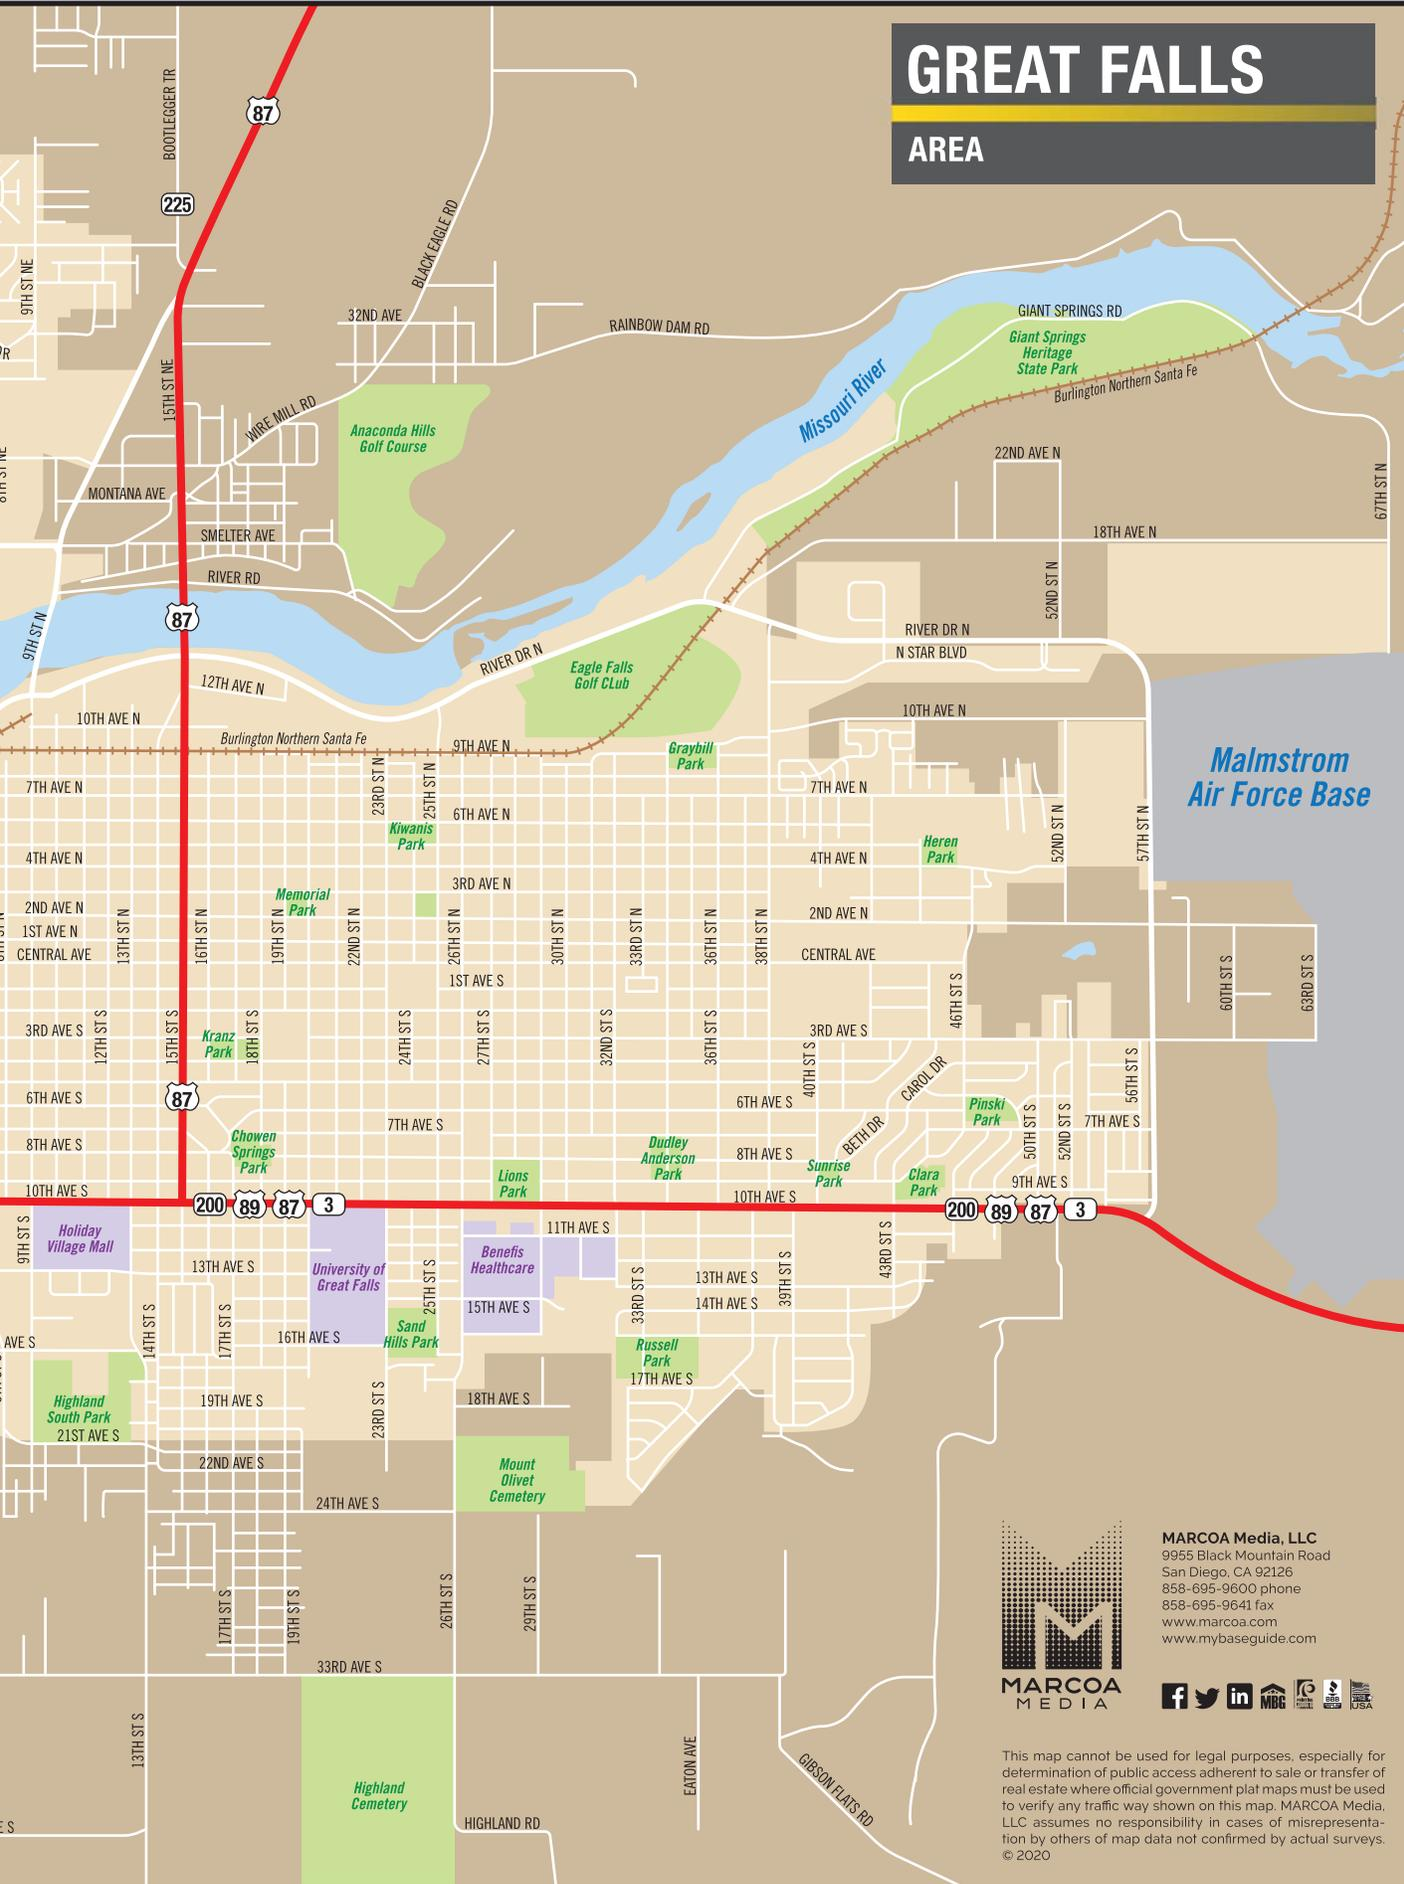 GREAT FALLS
AREA
87
BOOTLEGGER TR
225
BLACK EAGLE RD
9TH ST NE
32ND AVE
RAINBOW DAM RD
GIANT SPRINGS RD
Giant Springs
Heritage
State Park
Burlington Northern Santa Fe
Missouri River
15TH ST NE
WIRE MILL RD
Anaconda Hills
Golf Course
22ND AVE N
67TH ST N
8TH ST NE
MONTANA AVE
SMELTER AVE
18TH AVE N
RIVER RD
52ND ST N
87
9TH ST N
RIVER DR N
RIVER DR N
N STAR BLVD
Eagle Falls
Golf CLub
12TH AVE N
10TH AVE N
10TH AVE N
Burlington Northern Santa Fe
9TH AVE N
Graybill
Park
Malmstrom
Air Force Base
7TH AVE N
23RD ST N
25TH ST N
7TH AVE N
6TH AVE N
52ND ST N
57TH ST N
Kiwanis
Park
Heren
Park
4TH AVE N
4TH AVE N
3RD AVE N
Memorial
Park
2ND AVE N
2ND AVE N
1ST AVE N
CENTRAL AVE
CENTRAL AVE
13TH ST N
16TH ST N
19TH ST N
22ND ST N
26TH ST N
30TH ST N
33RD ST N
36TH ST N
38TH ST N
1ST AVE S
46TH ST S
60TH ST S
63RD ST S
3RD AVE S
3RD AVE S
12TH ST S
15TH ST S
Kranz
Park
18TH ST S
24TH ST S
27TH ST S
32ND ST S
36TH ST S
40TH ST S
CAROL DR
56TH ST S
87
6TH AVE S
6TH AVE S
Pinski
Park
7TH AVE S
7TH AVE S
BETH DR
50TH ST S
52ND ST S
8TH AVE S
Chowen
Springs
Park
Dudley
Anderson
Park
8TH AVE S
Sunrise
Park
Lions
Park
Clara
Park
9TH AVE S
10TH AVE S
10TH AVE S
200
89
87
3
200
89
87
3
9TH ST S
Holiday
Village Mall
11TH AVE S
43RD ST S
13TH AVE S
University of
Great Falls
Benefis
Healthcare
25TH ST S
13TH AVE S
39TH ST S
33RD ST S
14TH AVE S
15TH AVE S
14TH ST S
17TH ST S
16TH AVE S
Sand
Hills Park
AVE S
Russell
Park
17TH AVE S
Highland
South Park
19TH AVE S
23RD ST S
18TH AVE S
21ST AVE S
22ND AVE S
Mount
Olivet
Cemetery
24TH AVE S
17TH ST S
19TH ST S
26TH ST S
29TH ST S
33RD AVE S
13TH ST S
Highland
Cemetery
EATON AVE
GIBSON FLATS RD
HIGHLAND RD
MARCOA
MEDIA
MARCOA Media, LLC
9955 Black Mountain Road
San Diego, CA 92126
858-695-9600 phone
858-695-9641 fax
www.marcoa.com
www.mybaseguide.com
MBG
BBB
USA
This map cannot be used for legal purposes, especially for
determination of public access adherent to sale or transfer of
real estate where official government plat maps must be used
to verify any traffic way shown on this map. MARCOA Media,
LLC assumes no responsibility in cases of misrepresenta-
tion by others of map data not confirmed by actual surveys.
© 2020